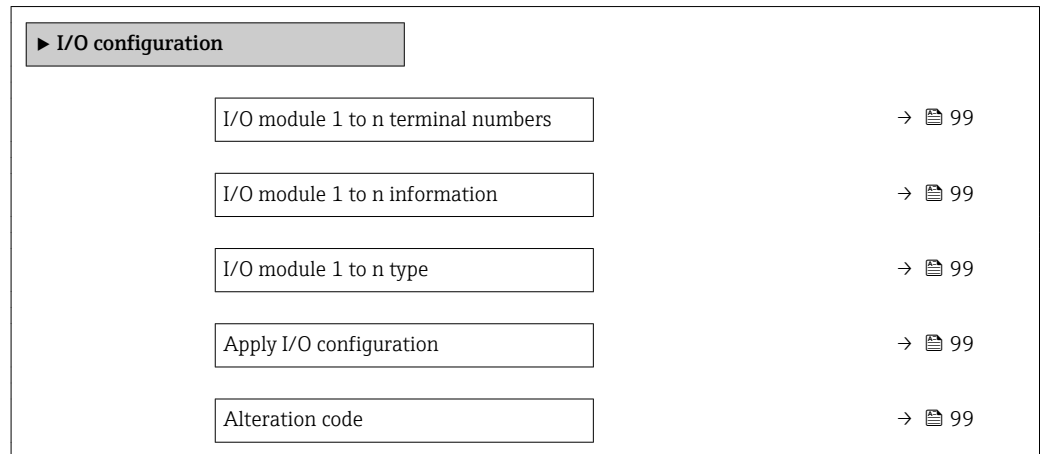 ► I/O configuration
I/O module 1 to n terminal numbers → 🖹 99
I/O module 1 to n information → 🖹 99
I/O module 1 to n type → 🖹 99
Apply I/O configuration → 🖹 99
Alteration code → 🖹 99